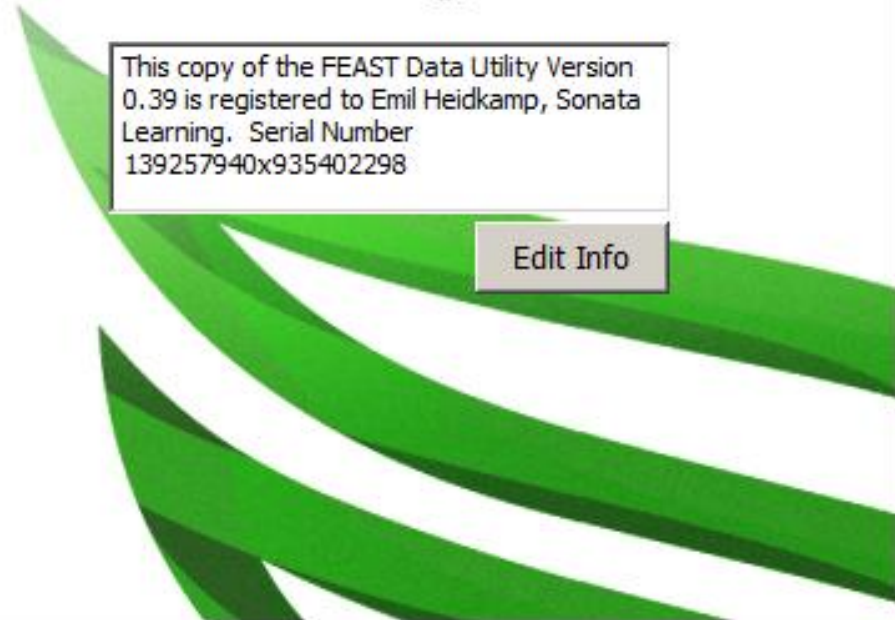 This copy of the FEAST Data Utility Version
0.39 is registered to Emil Heidkamp, Sonata
Learning.  Serial Number
139257940x935402298
Edit Info